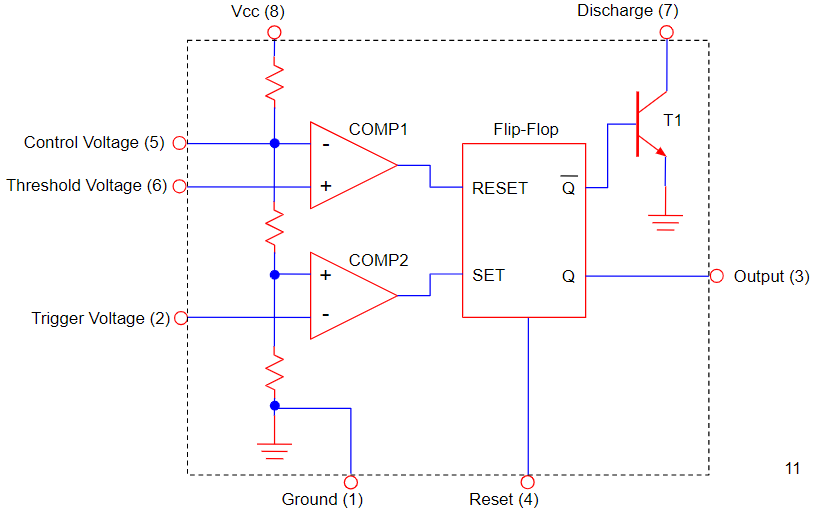 Vcc (8)
Discharge (7)
COMP1
Flip-Flop
T1
Control Voltage (5)
-
Threshold Voltage (6)
+
RESET
Q
COMP2
+
SET
Q
Output (3)
Trigger Voltage (2)
-
11
Ground (1)
Reset (4)